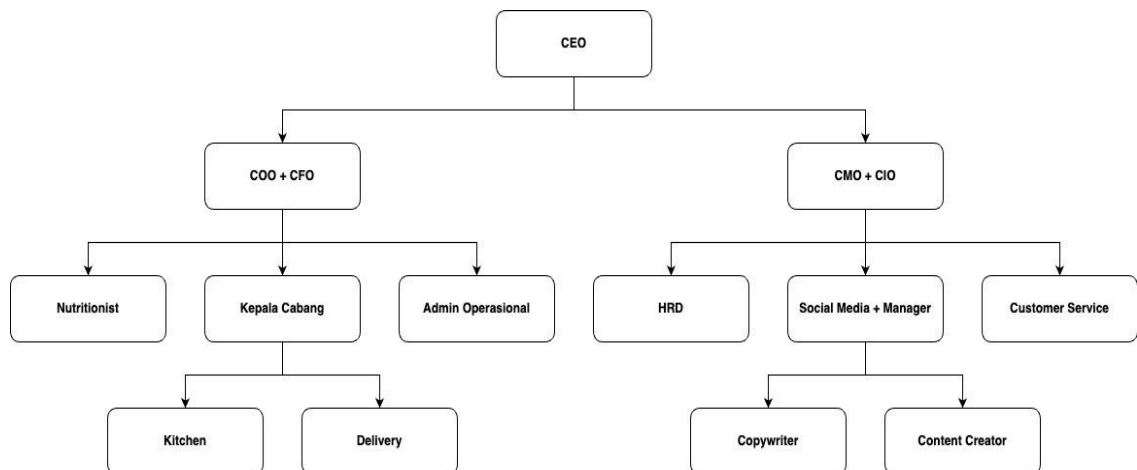 CEO
COO + CFO
CMO + CIO
Nutritionist
Kepala Cabang
Admin Operasional
HRD
Social Media + Manager
Customer Service
Kitchen
Delivery
Copywriter
Content Creator